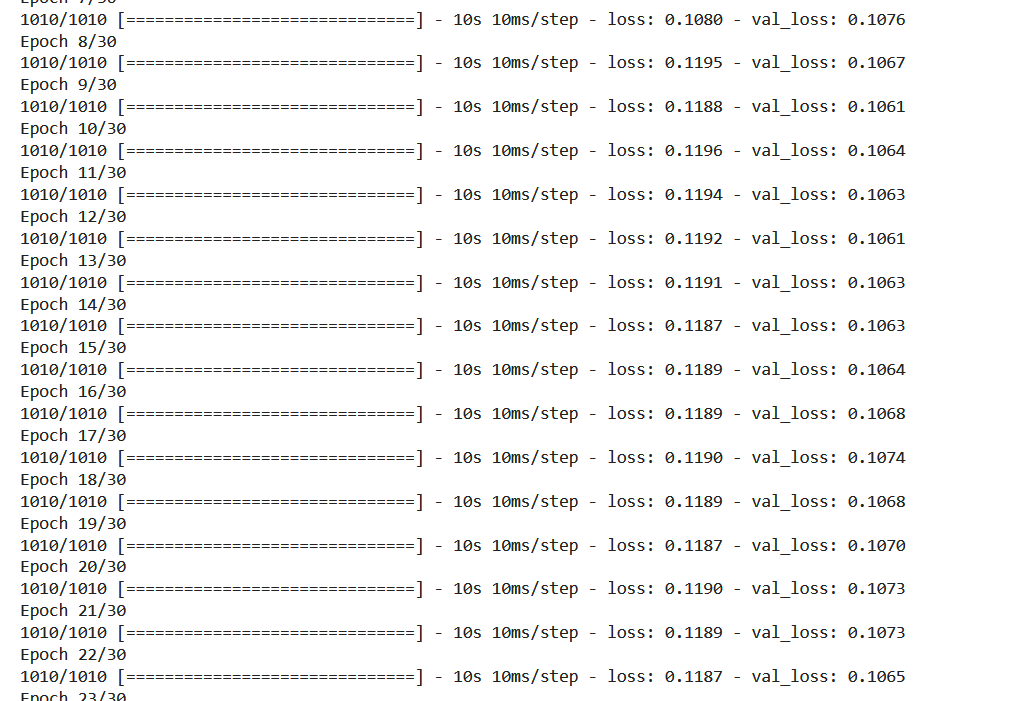 Epoch 7/30
1010/1010 [==============================] - 10s 10ms/step - loss: 0.1080 - val_loss: 0.1076
Epoch 8/30
1010/1010 [==============================] - 10s 10ms/step - loss: 0.1195 - val_loss: 0.1067
Epoch 9/30
1010/1010 [==============================] - 10s 10ms/step - loss: 0.1188 - val_loss: 0.1061
Epoch 10/30
1010/1010 [==============================] - 10s 10ms/step - loss: 0.1196 - val_loss: 0.1064
Epoch 11/30
1010/1010 [==============================] - 10s 10ms/step - loss: 0.1194 - val_loss: 0.1063
Epoch 12/30
1010/1010 [==============================] - 10s 10ms/step - loss: 0.1192 - val_loss: 0.1061
Epoch 13/30
1010/1010 [==============================] - 10s 10ms/step - loss: 0.1191 - val_loss: 0.1063
Epoch 14/30
1010/1010 [==============================] - 10s 10ms/step - loss: 0.1187 - val_loss: 0.1063
Epoch 15/30
1010/1010 [==============================] - 10s 10ms/step - loss: 0.1189 - val_loss: 0.1064
Epoch 16/30
1010/1010 [==============================] - 10s 10ms/step - loss: 0.1189 - val_loss: 0.1068
Epoch 17/30
1010/1010 [==============================] - 10s 10ms/step - loss: 0.1190 - val_loss: 0.1074
Epoch 18/30
1010/1010 [==============================] - 10s 10ms/step - loss: 0.1189 - val_loss: 0.1068
Epoch 19/30
1010/1010 [==============================] - 10s 10ms/step - loss: 0.1187 - val_loss: 0.1070
Epoch 20/30
1010/1010 [==============================] - 10s 10ms/step - loss: 0.1190 - val_loss: 0.1073
Epoch 21/30
1010/1010 [==============================] - 10s 10ms/step - loss: 0.1189 - val_loss: 0.1073
Epoch 22/30
1010/1010 [==============================] - 10s 10ms/step - loss: 0.1187 - val_loss: 0.1065
Epoch 23/30